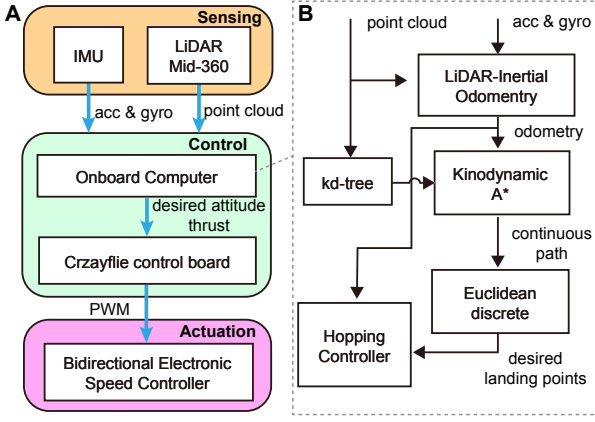 A
Sensing
IMU
LiDAR
Mid-360
acc & gyro
point cloud
Control
Onboard Computer
desired attitude
thrust
Crzayflie control board
PWM
Actuation
Bidirectional Electronic
Speed Controller
B
point cloud
acc & gyro
LiDAR-Inertial
Odomentry
odometry
kd-tree
Kinodynamic
A*
continuous
path
Euclidean
discrete
Hopping
Controller
desired
landing points